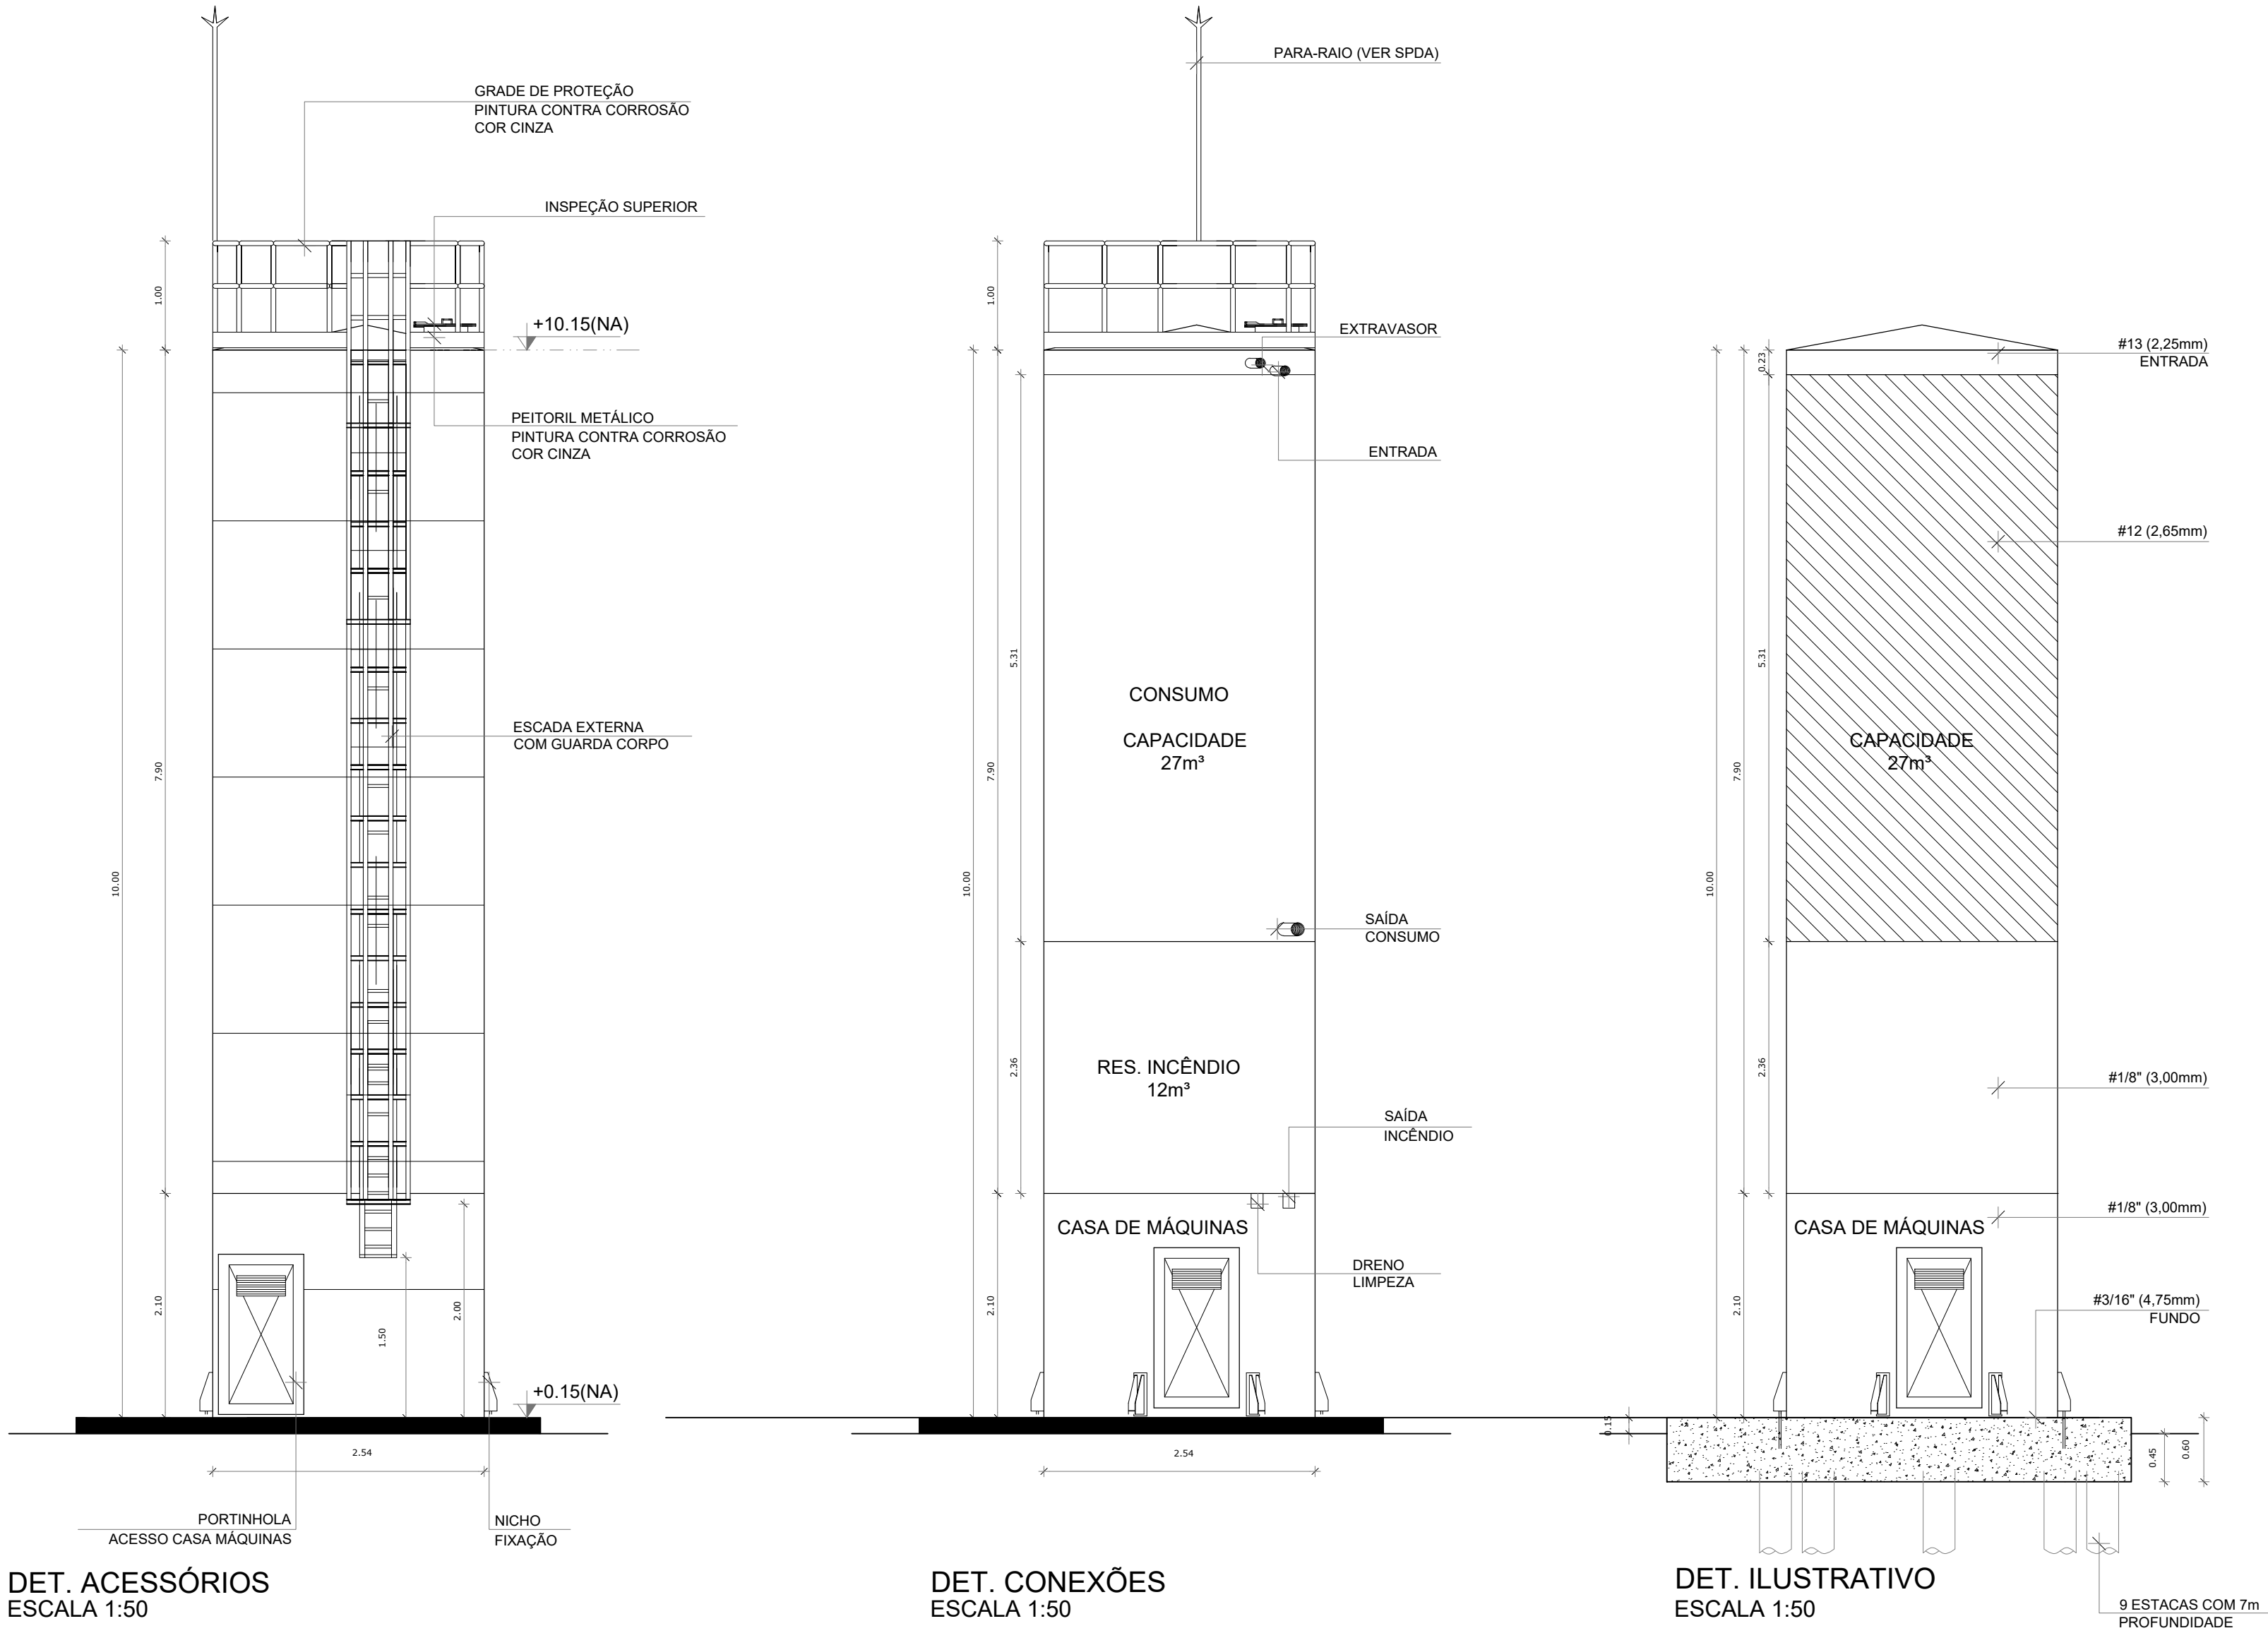 GRADE DE PROTEÇÃO
PINTURA CONTRA CORROSÃO
COR CINZA
INSPEÇÃO SUPERIOR
1.00
+10.15(NA)
PEITORIL METÁLICO
PINTURA CONTRA CORROSÃO
COR CINZA
ESCADA EXTERNA
COM GUARDA CORPO
7.90
10.00
2.10
1.50
2.00
+0.15(NA)
2.54
PORTINHOLA
ACESSO CASA MÁQUINAS
NICHO
FIXAÇÃO
DET. ACESSÓRIOS
ESCALA 1:50
PARA-RAIO (VER SPDA)
1.00
EXTRAVASOR
ENTRADA
5.31
CONSUMO
CAPACIDADE
27m³
7.90
10.00
SAÍDA
CONSUMO
2.36
RES. INCÊNDIO
12m³
SAÍDA
INCÊNDIO
CASA DE MÁQUINAS
DRENO
LIMPEZA
2.10
2.54
DET. CONEXÕES
ESCALA 1:50
0.23
#13 (2,25mm)
ENTRADA
#12 (2,65mm)
5.31
CAPACIDADE
27m³
7.90
10.00
2.36
#1/8" (3,00mm)
#1/8" (3,00mm)
CASA DE MÁQUINAS
2.10
#3/16" (4,75mm)
FUNDO
0.15
0.45
0.60
DET. ILUSTRATIVO
ESCALA 1:50
9 ESTACAS COM 7m
PROFUNDIDADE